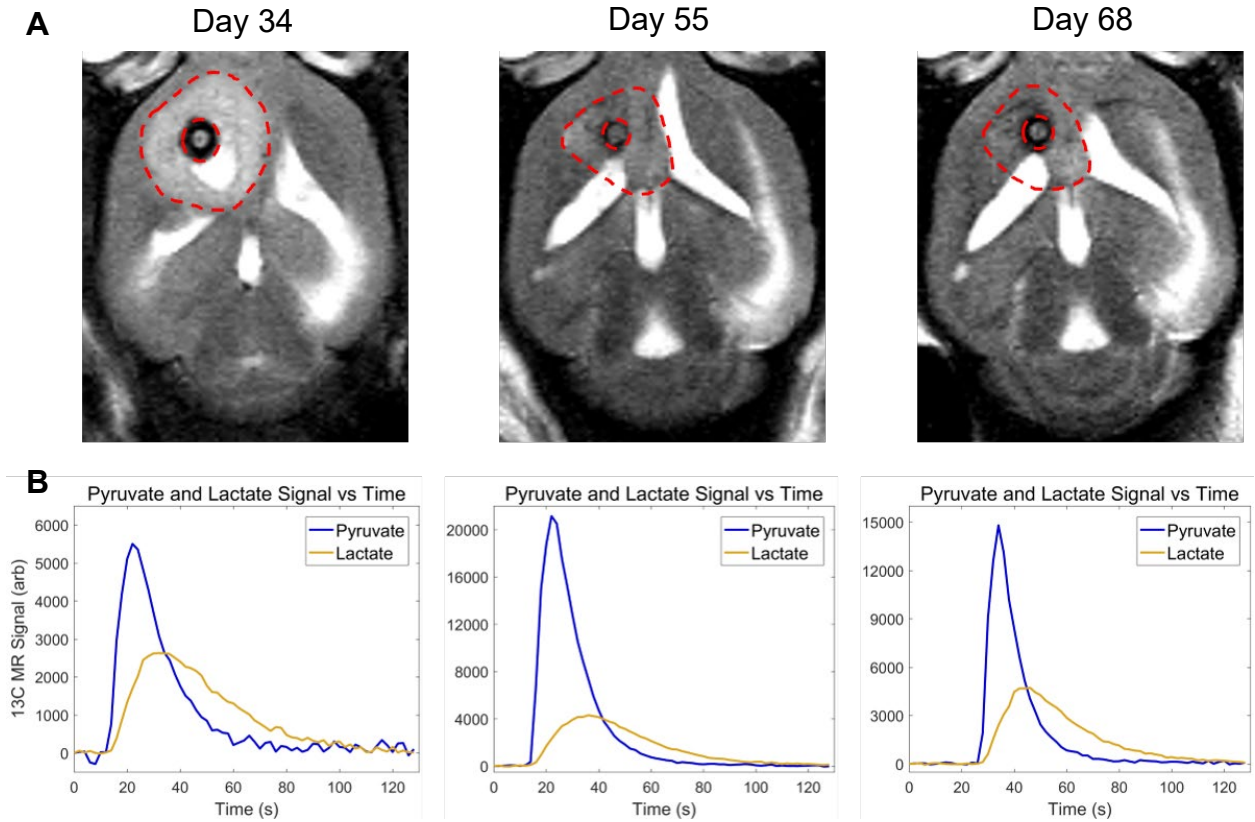 A
Day 34
Day 55
Day 68
B
Pyruvate and Lactate Signal vs Time
13C MR Signal (arb)
6000
5000
4000
3000
2000
1000
0
Pyruvate
Lactate
0 20 40 60 80 100 120
Time (s)
Pyruvate and Lactate Signal vs Time
20000
16000
12000
8000
4000
0
Pyruvate
Lactate
0 20 40 60 80 100 120
Time (s)
Pyruvate and Lactate Signal vs Time
15000
12000
9000
6000
3000
0
Pyruvate
Lactate
0 20 40 60 80 100 120
Time (s)